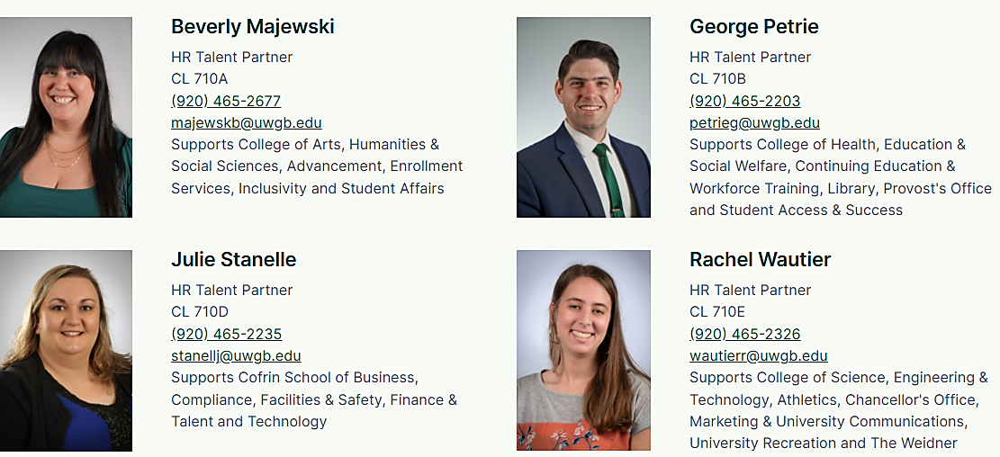 Beverly Majewski
HR Talent Partner
CL 710A
(920) 465-2677
majewskb@uwgb.edu
Supports College of Arts, Humanities &
Social Sciences, Advancement, Enrollment
Services, Inclusivity and Student Affairs
George Petrie
HR Talent Partner
CL 710B
(920) 465-2203
petrieg@uwgb.edu
Supports College of Health, Education &
Social Welfare, Continuing Education &
Workforce Training, Library, Provost's Office
and Student Access & Success
Julie Stanelle
HR Talent Partner
CL 710D
(920) 465-2235
stanellj@uwgb.edu
Supports Cofrin School of Business,
Compliance, Facilities & Safety, Finance &
Talent and Technology
Rachel Wautier
HR Talent Partner
CL 710E
(920) 465-2326
wautierr@uwgb.edu
Supports College of Science, Engineering &
Technology, Athletics, Chancellor's Office,
Marketing & University Communications,
University Recreation and The Weidner